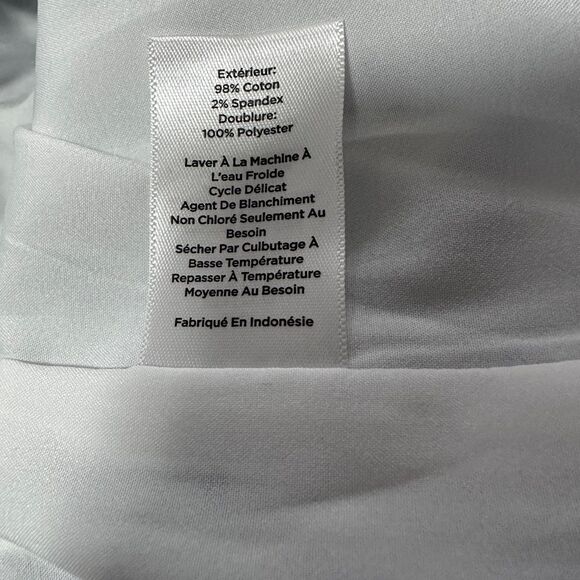 Extérieur:
98% Coton
2% Spandex
Doublure:
100% Polyester
Laver À La Machine À
L'eau Froide
Cycle Délicat
Agent De Blanchiment
Non Chloré Seulement Au
Besoin
Sécher Par Culbutage À
Basse Température
Repasser À Température
Moyenne Au Besoin
Fabriqué En Indonésie